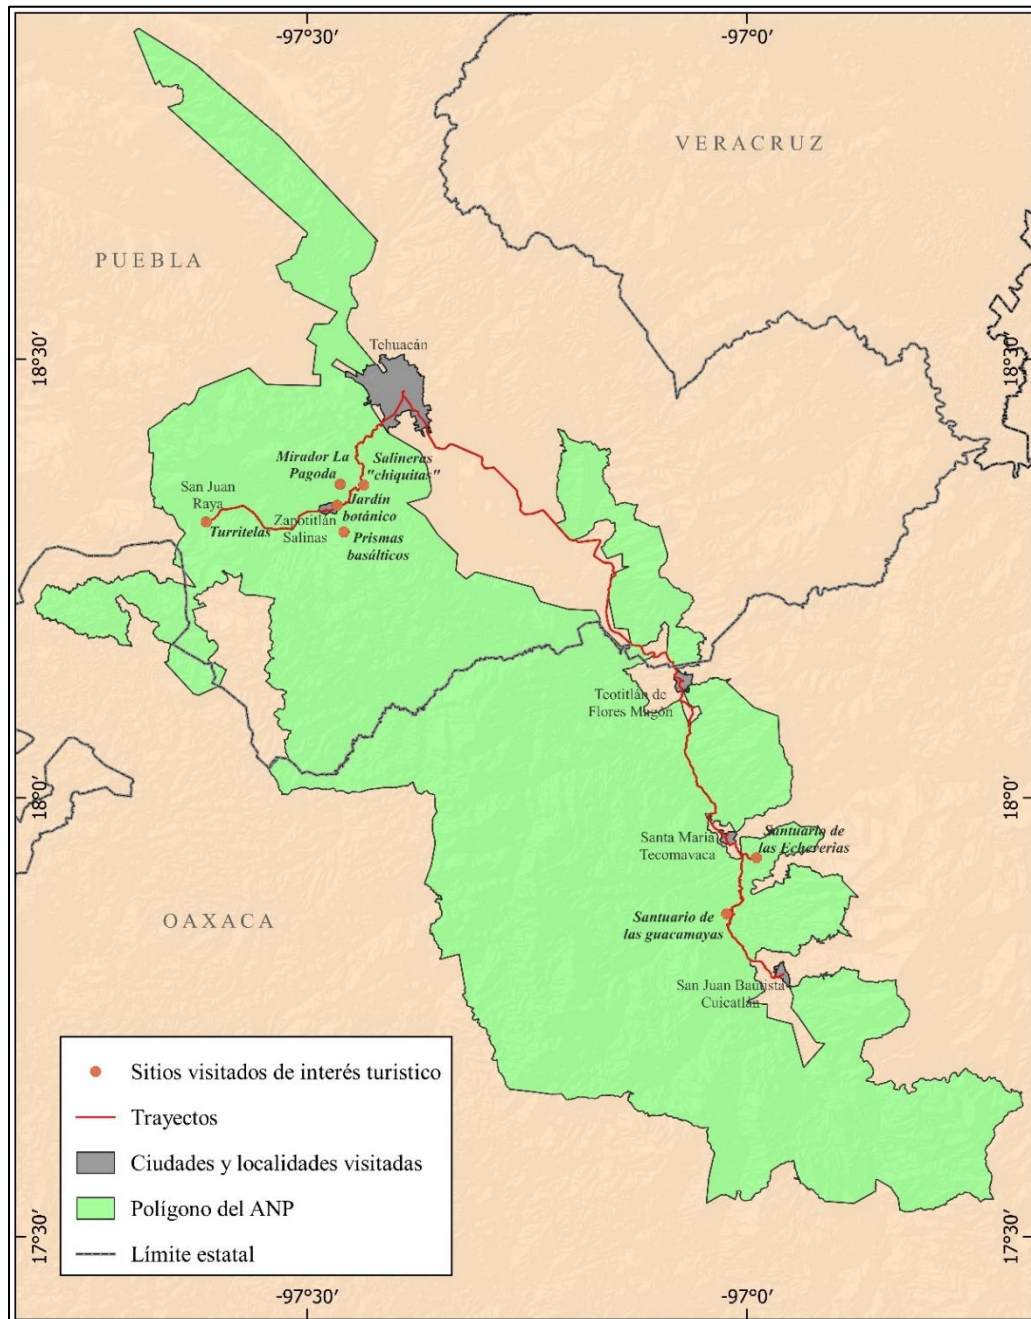 -97°30'
-97°0'
VERACRUZ
PUEBLA
18°30'
18°30'
Tehuacán
Mirador La
Pagoda
Salineras
"chiquitas"
San Juan
Raya
Turritelas
Jardín
botánico
Zapotitlán
Salinas
Prismas
basálticos
Teotitlán de
Flores Magón
18°0'
18°0'
Santa María
Tecomavaca
Santuario de
las Echererias
OAXACA
Santuario de
las guacamayas
San Juan Bautista
Cuicatlán
Sitios visitados de interés turistico
Trayectos
Ciudades y localidades visitadas
Polígono del ANP
Límite estatal
17°30'
17°30'
-97°30'
-97°0'